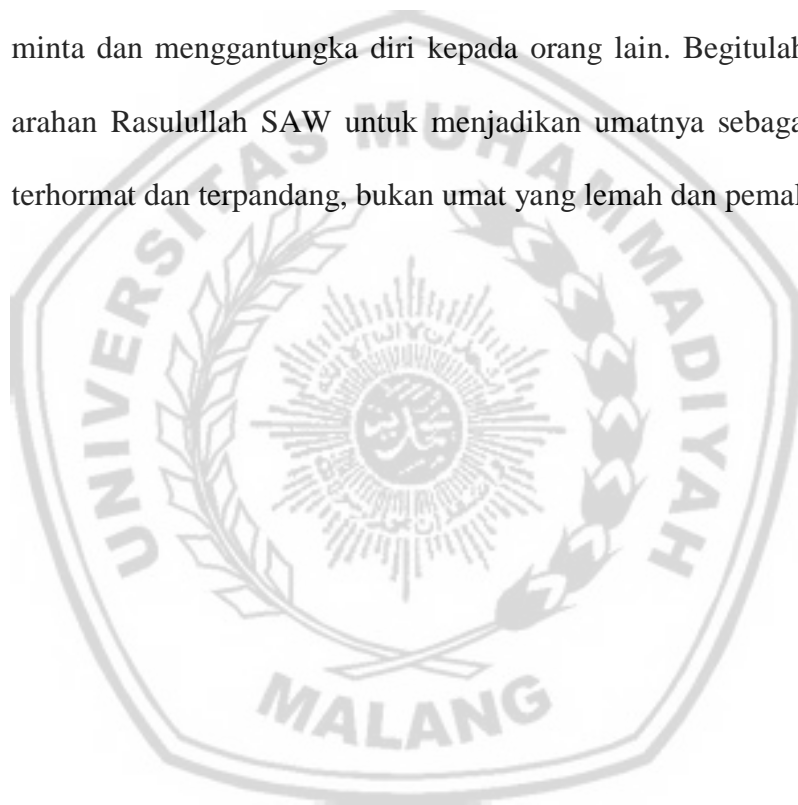 minta dan menggantungka diri kepada orang lain. Begitulah
arahan Rasulullah SAW untuk menjadikan umatnya sebaga
terhormat dan terpandang, bukan umat yang lemah dan pemal
UNIVERSITAS MUHAMMADIYAH
MALANG